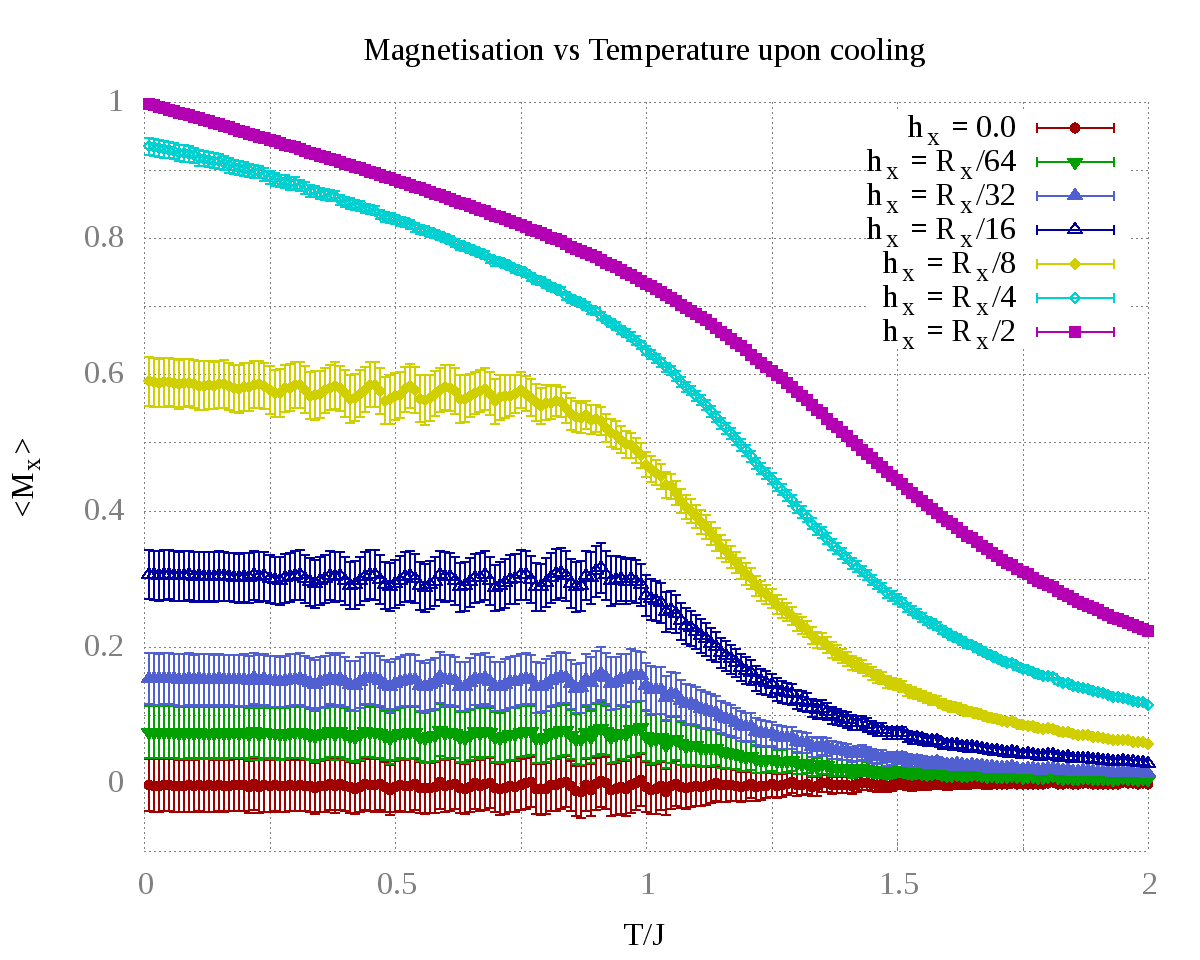 Magnetisation vs Temperature upon cooling
1
0.8
0.6
0.4
0.2
0
<Mx>
hx = 0.0
hx = Rx/64
hx = Rx/32
hx = Rx/16
hx = Rx/8
hx = Rx/4
hx = Rx/2
0 0.5 1 1.5 2
T/J